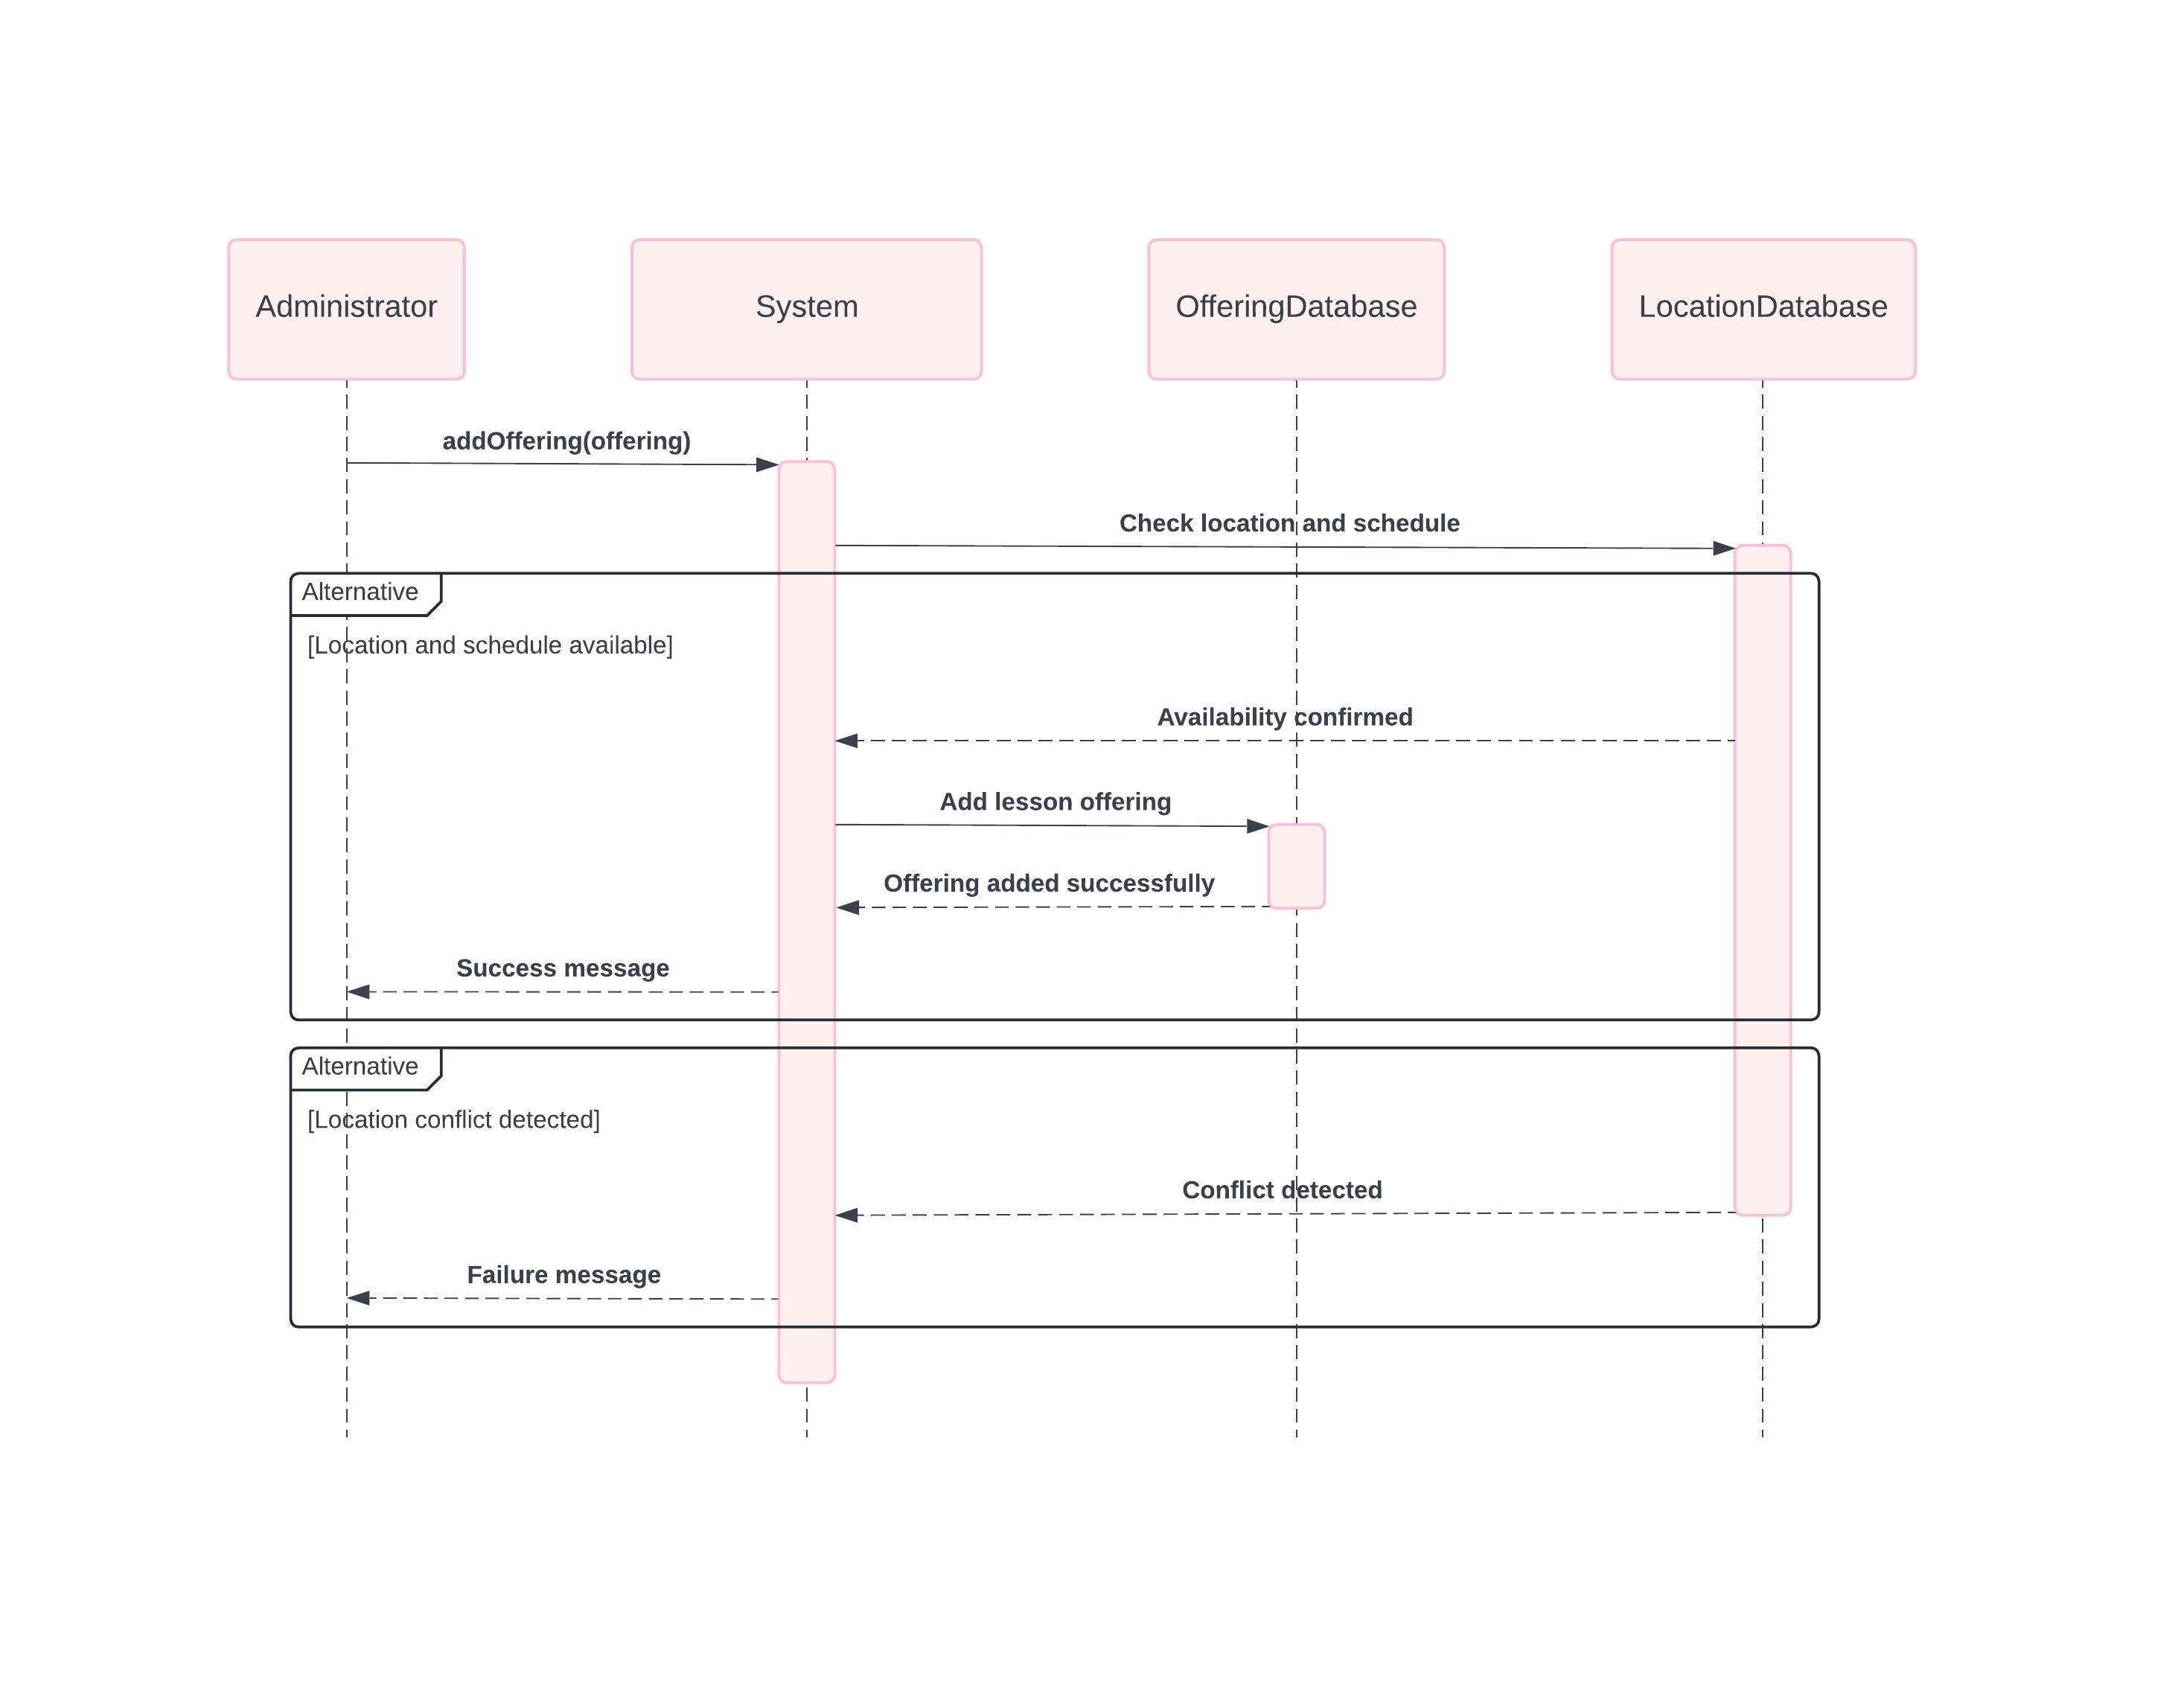 Administrator
System
OfferingDatabase
LocationDatabase
addOffering(offering)
Check location and schedule
Alternative
[Location and schedule available]
Availability confirmed
Add lesson offering
Offering added successfully
Success message
Alternative
[Location conflict detected]
Conflict detected
Failure message